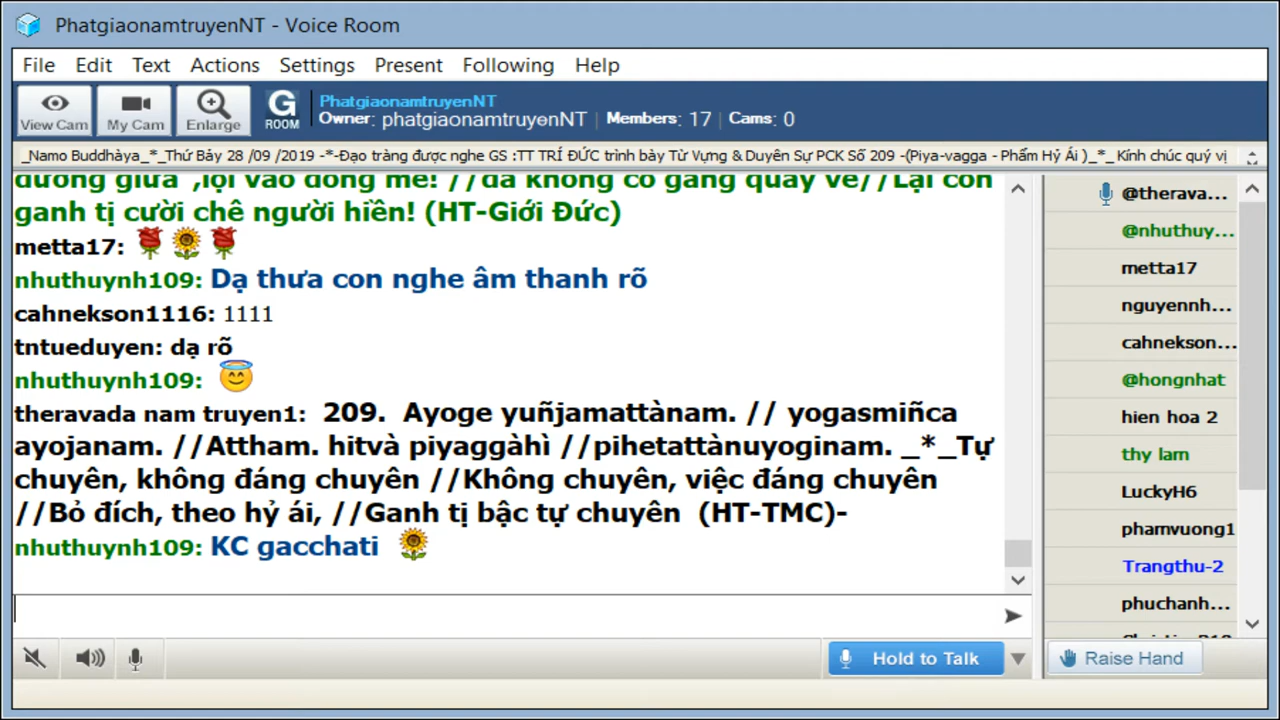 PhatgiaonamtruyenNT - Voice Room
File Edit Text Actions Settings Present Following Help
View Cam My Cam Enlarge G ROOM
PhatgiaonamtruyenNT
Owner: phatgiaonamtruyenNT | Members: 17 | Cams: 0
_Namo Buddhàya_*_Thứ Bảy 28 /09 /2019 -*-Đạo tràng được nghe GS :TT TRÍ ĐỨC trình bày Từ Vựng & Duyên Sự PCK Số 209 -(Piya-vagga - Phẩm Hỷ Ái )_*_ Kính chúc quý vị
ganh tị cười chê người hiền! (HT-Giới Đức)
metta17:
nhuthuynh109: Dạ thưa con nghe âm thanh rõ
cahnekson1116: 1111
tntueduyen: dạ rõ
nhuthuynh109:
theravada nam truyen1: 209. Ayoge yuñjamattànam. // yogasmiñca
ayojanam. //Attham. hitvà piyaggàhì //pihetattànuyoginam. _*_Tự
chuyên, không đáng chuyên //Không chuyên, việc đáng chuyên
//Bỏ đích, theo hỷ ái, //Ganh tị bậc tự chuyên (HT-TMC)-
nhuthuynh109: KC gacchati
@therava...
@nhuthuy...
metta17
nguyennh...
cahnekson...
@hongnhat
hien hoa 2
thy lam
LuckyH6
phamvuong1
Trangthu-2
phuchanh...
Hold to Talk
Raise Hand